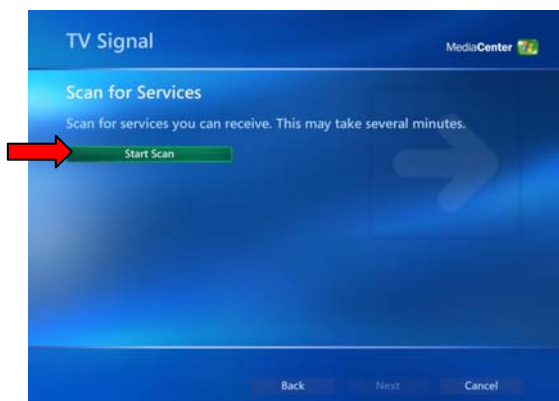 TV Signal
MediaCenter
Scan for Services
Scan for services you can receive. This may take several minutes.
Start Scan
Back Next Cancel